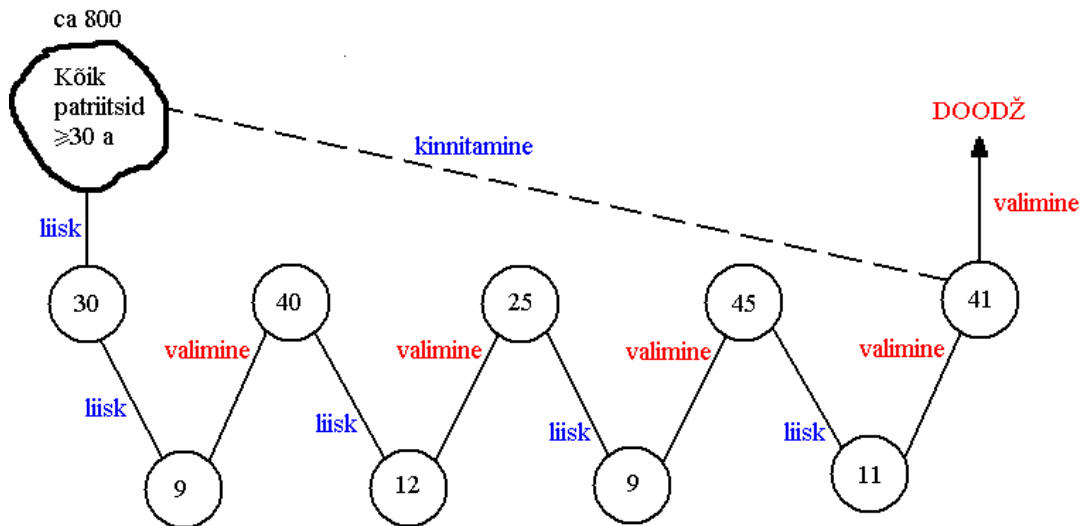 ca 800
Kõik
patriitsid
⩾30 a
DOODŽ
kinnitamine
valimine
liisk
30
40
25
45
41
valimine
valimine
valimine
valimine
liisk
liisk
liisk
liisk
9
12
9
11